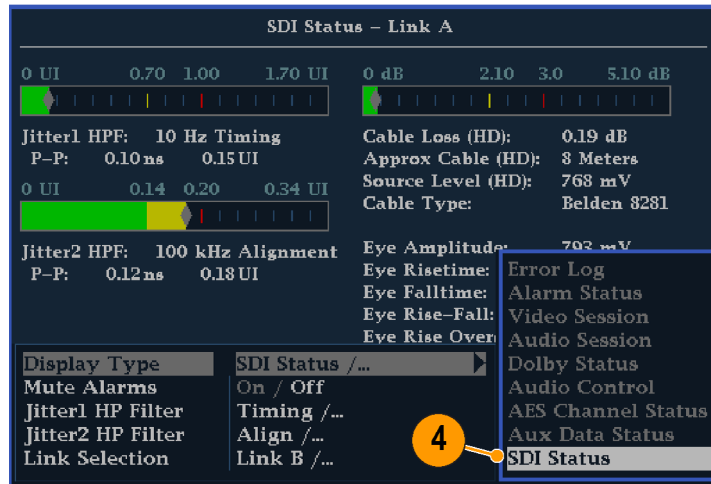 SDI Status – Link A
0 UI 0.70 1.00 1.70 UI
Jitter1 HPF: 10 Hz Timing
P–P: 0.10 ns 0.15 UI
0 UI 0.14 0.20 0.34 UI
Jitter2 HPF: 100 kHz Alignment
P–P: 0.12 ns 0.18 UI
0 dB 2.10 3.0 5.10 dB
Cable Loss (HD): 0.19 dB
Approx Cable (HD): 8 Meters
Source Level (HD): 768 mV
Cable Type: Belden 8281
Eye Amplitude: 793 mV
Eye Risetime:
Eye Falltime:
Eye Rise–Fall:
Eye Rise
Display Type SDI Status /...
Mute Alarms On / Off
Jitter1 HP Filter Timing /...
Jitter2 HP Filter Align /...
Link Selection Link B /...
Error Log
Alarm Status
Video Session
Audio Session
Dolby Status
Audio Control
AES Channel Status
Aux Data Status
SDI Status
4